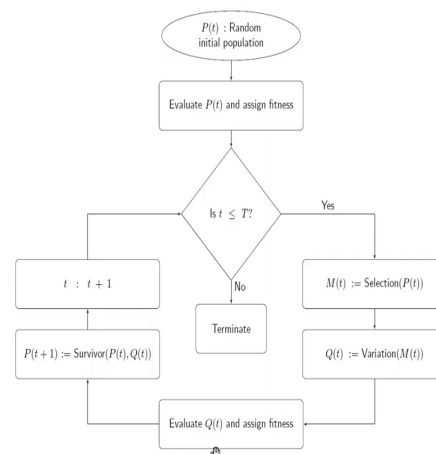 P(t) : Random
initial population
Evaluate P(t) and assign fitness
Is t ≤ T?
Yes
No
M(t) := Selection(P(t))
t : t + 1
Terminate
Q(t) := Variation(M(t))
P(t+1) := Survivor(P(t), Q(t))
Evaluate Q(t) and assign fitness